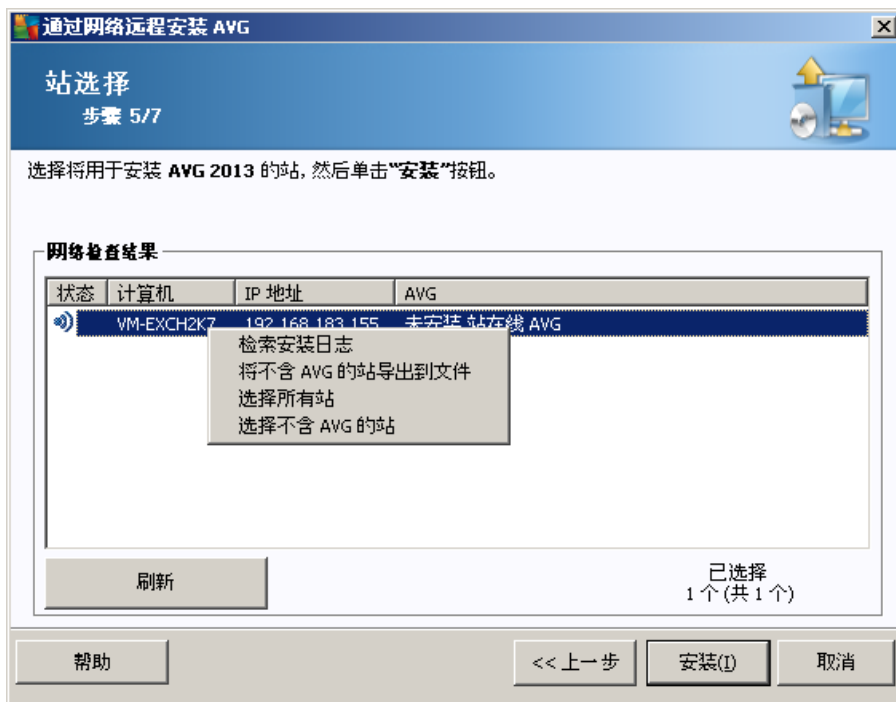 通过网络远程安装 AVG
站选择
步骤 5/7
选择将用于安装 AVG 2013 的站, 然后单击“安装”按钮。
网络检查结果
状态 计算机 IP 地址 AVG
VM-EXCH2K7 192.168.183.155 未安装 站在线 AVG
检索安装日志
将不含 AVG 的站导出到文件
选择所有站
选择不含 AVG 的站
刷新
已选择
1 个 (共 1 个)
帮助
<< 上一步
安装(I)
取消